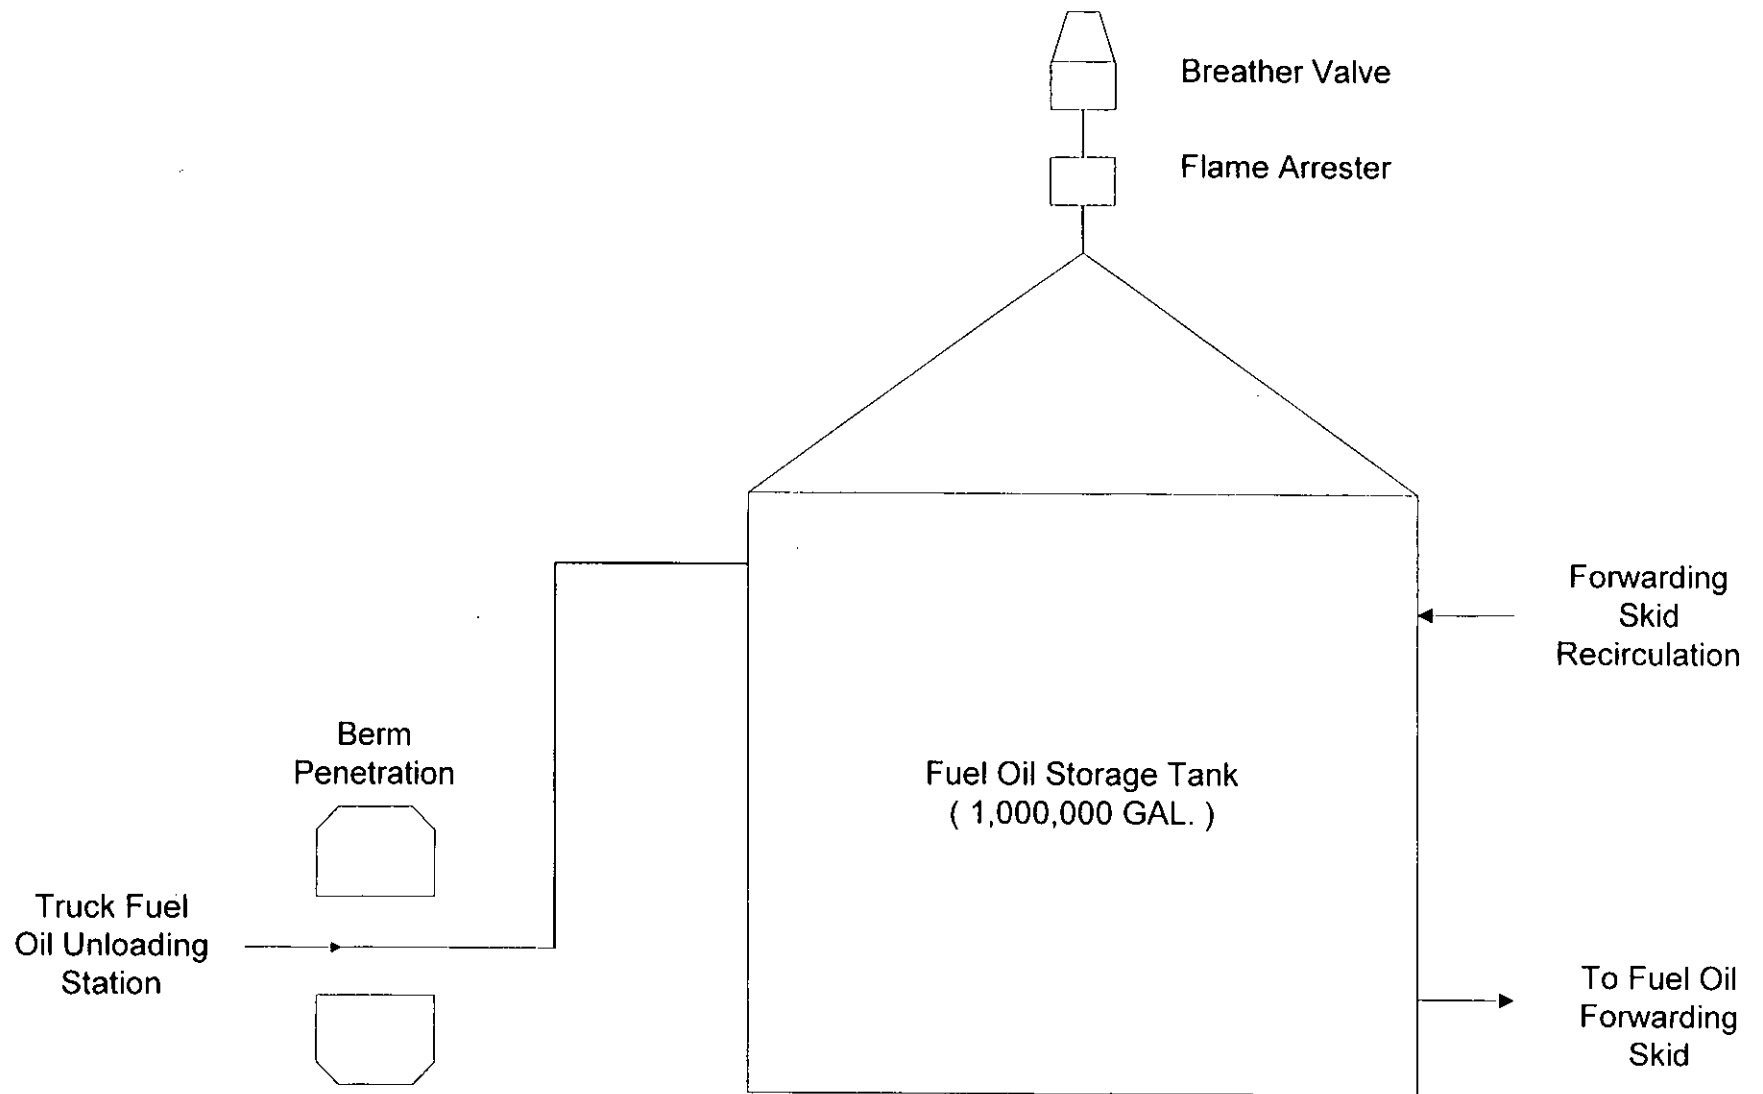 Breather Valve
Flame Arrester
Forwarding
Skid
Recirculation
Berm
Penetration
Fuel Oil Storage Tank
( 1,000,000 GAL. )
Truck Fuel
Oil Unloading
Station
To Fuel Oil
Forwarding
Skid